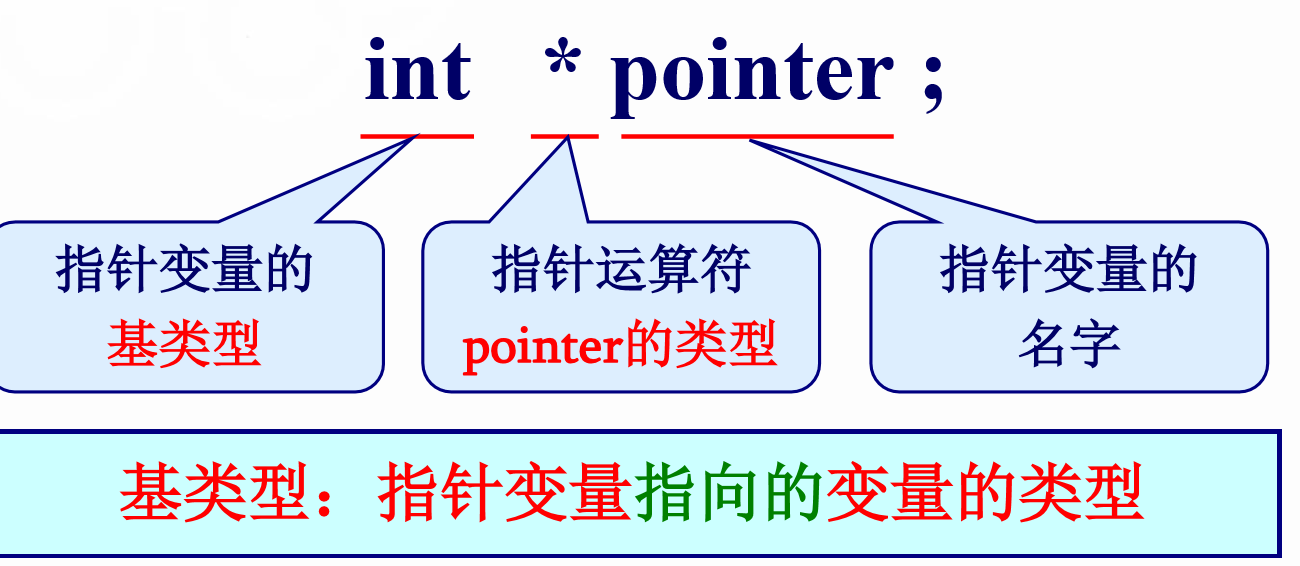 int * pointer ;
指针变量的
基类型
指针运算符
pointer的类型
指针变量的
名字
基类型：指针变量指向的变量的类型